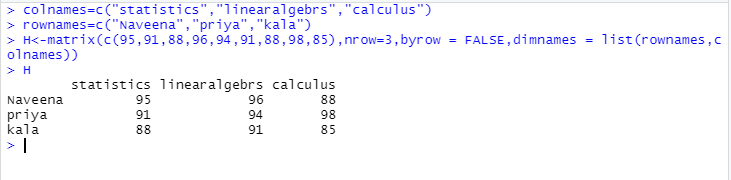 > colnames=c("statistics","linearalgebrs","calculus")
> rownames=c("Naveena","priya","kala")
> H<-matrix(c(95,91,88,96,94,91,88,98,85),nrow=3,byrow = FALSE,dimnames = list(rownames,c
olnames))
> H
        statistics linearalgebrs calculus
Naveena         95            96       88
priya           91            94       98
kala            88            91       85
>